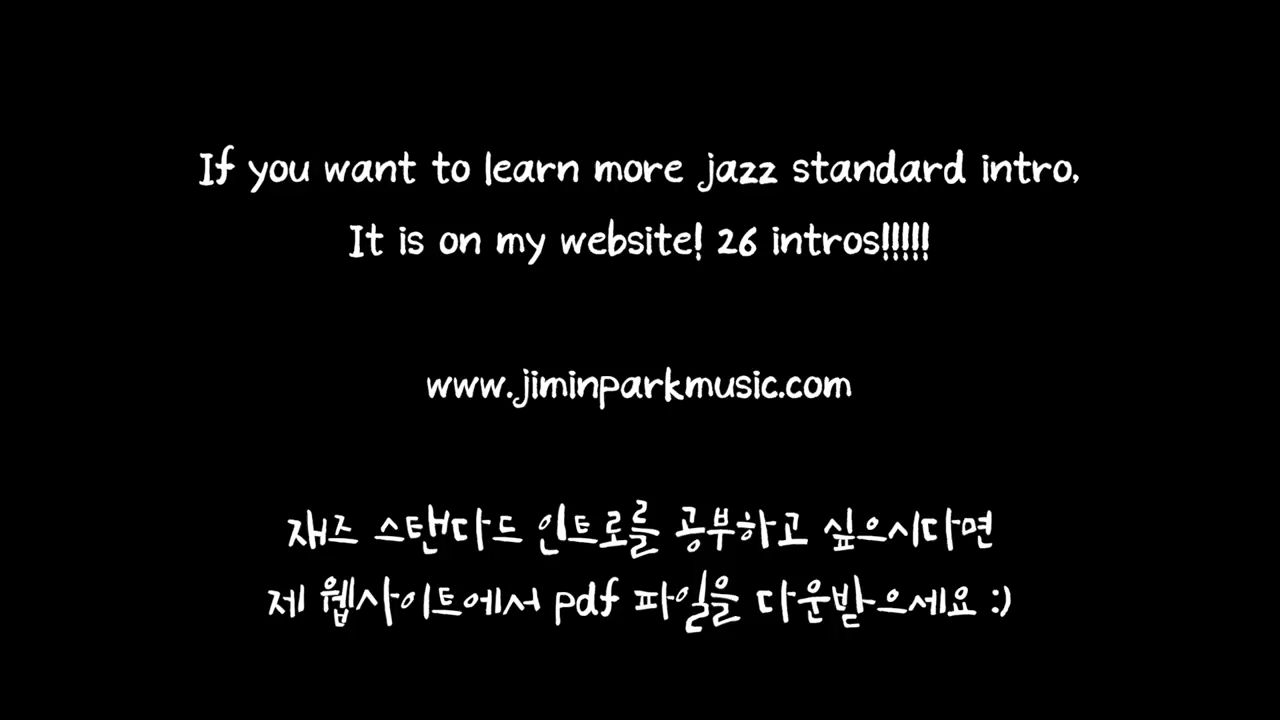 If you want to learn more jazz standard intro,
It is on my website! 26 intros!!!!!
www.jiminparkmusic.com
재즈 스탠다드 인트로를 공부하고 싶으시다면
제 웹사이트에서 pdf 파일을 다운받으세요 :)